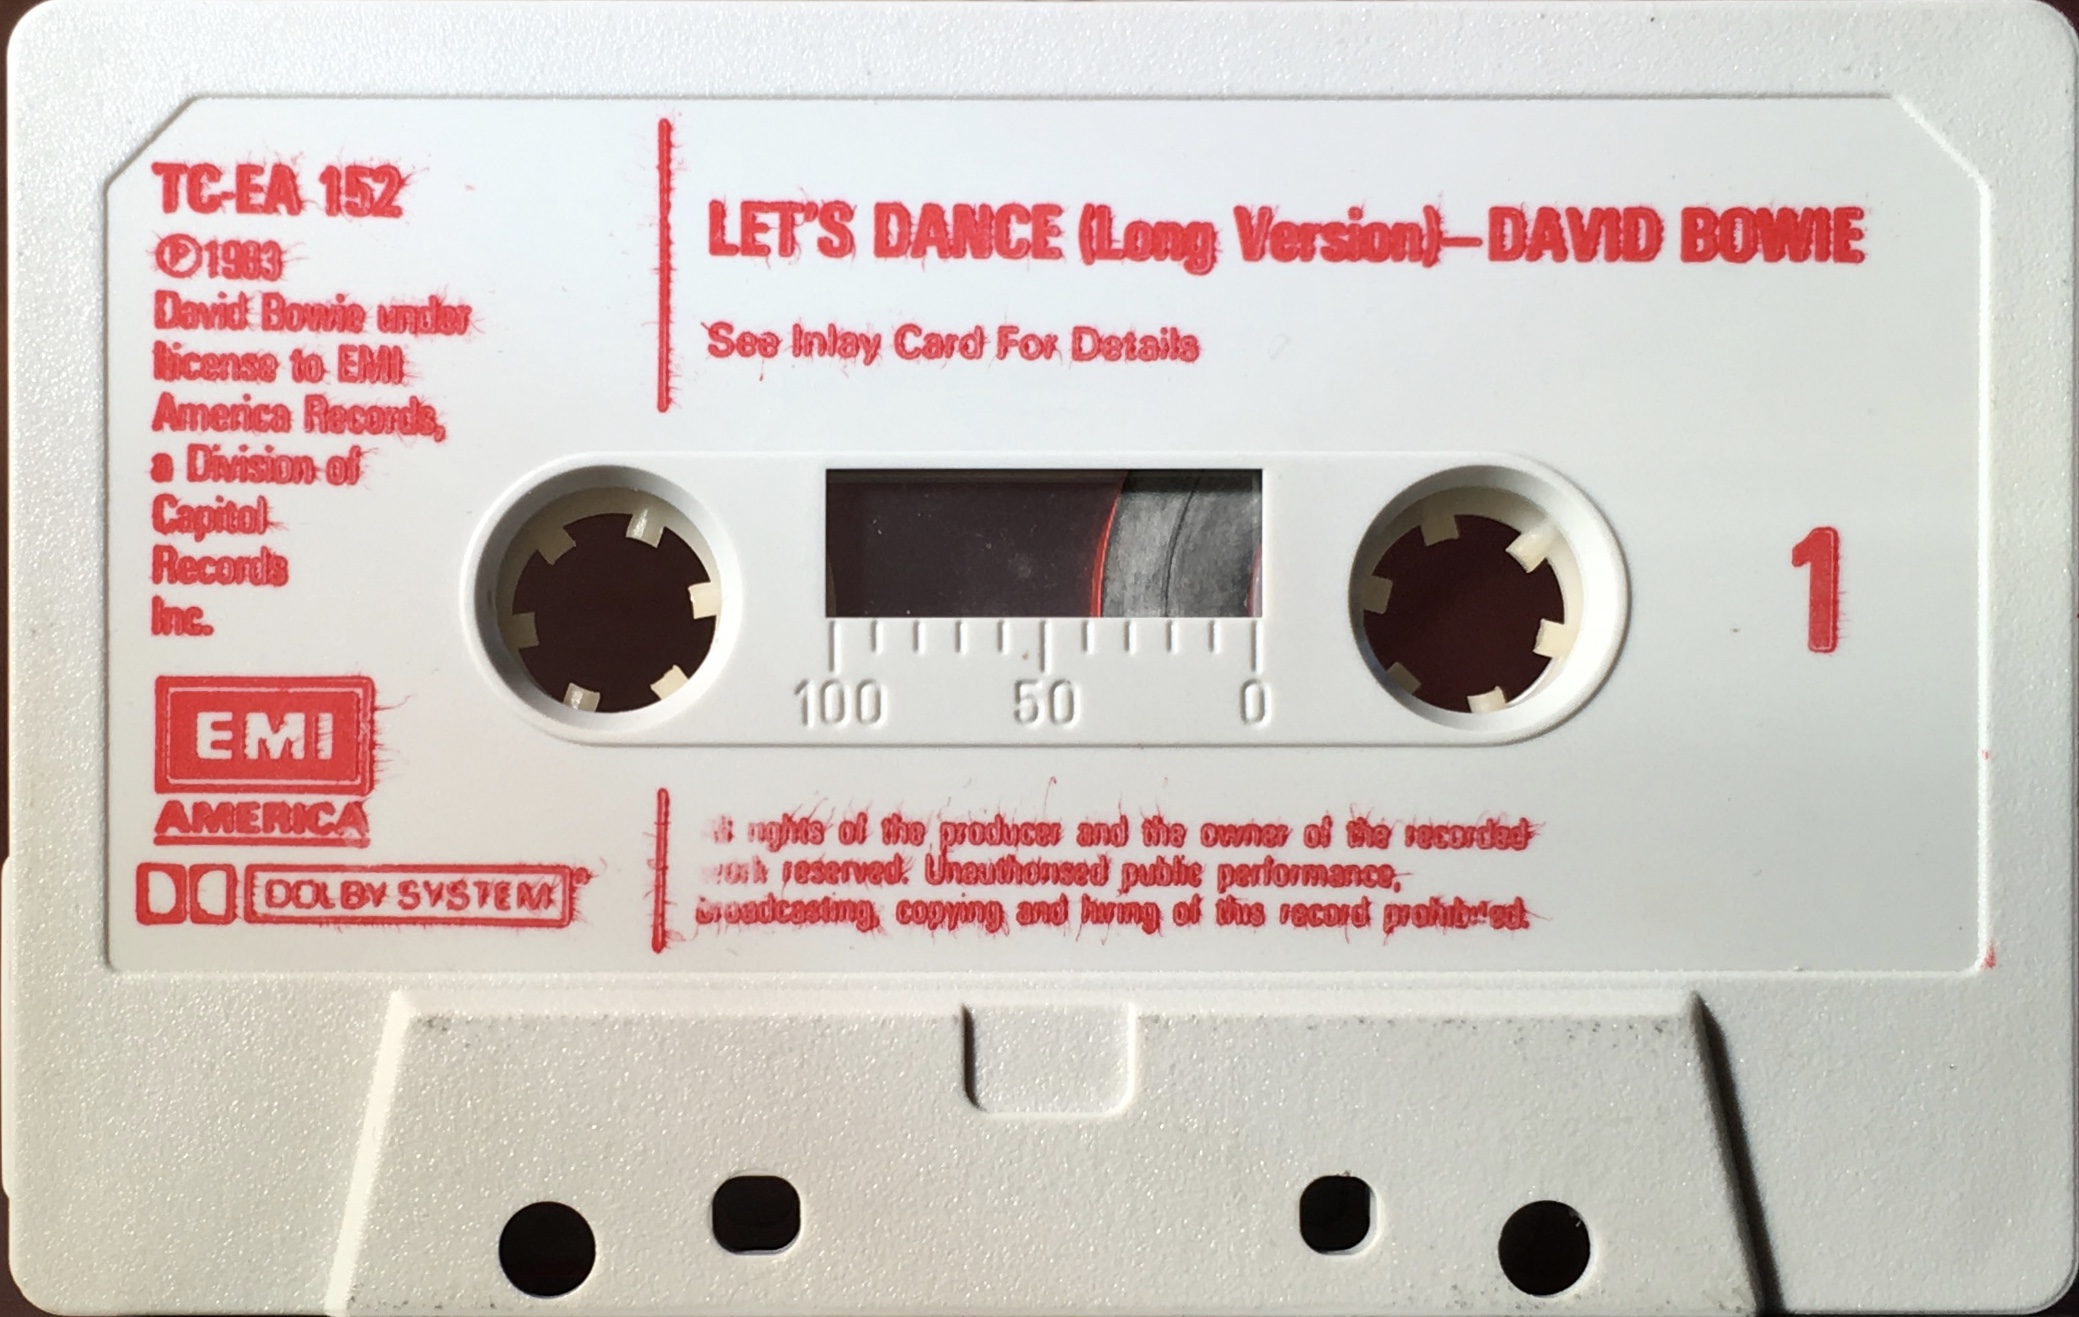 TC-EA 152
℗1983
David Bowie under
license to EMI
America Records,
a Division of
Capitol
Records
Inc.
EMI
AMERICA
DOLBY SYSTEM
LET'S DANCE (Long Version)–DAVID BOWIE
See Inlay Card For Details
100 50 0
1
rights of the producer and the owner of the recorded
work reserved. Unauthorised public performance,
broadcasting, copying and hiring of this record prohibited.